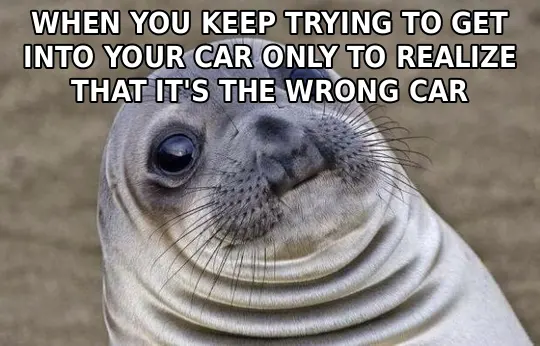 WHEN YOU KEEP TRYING TO GET
INTO YOUR CAR ONLY TO REALIZE
THAT IT'S THE WRONG CAR